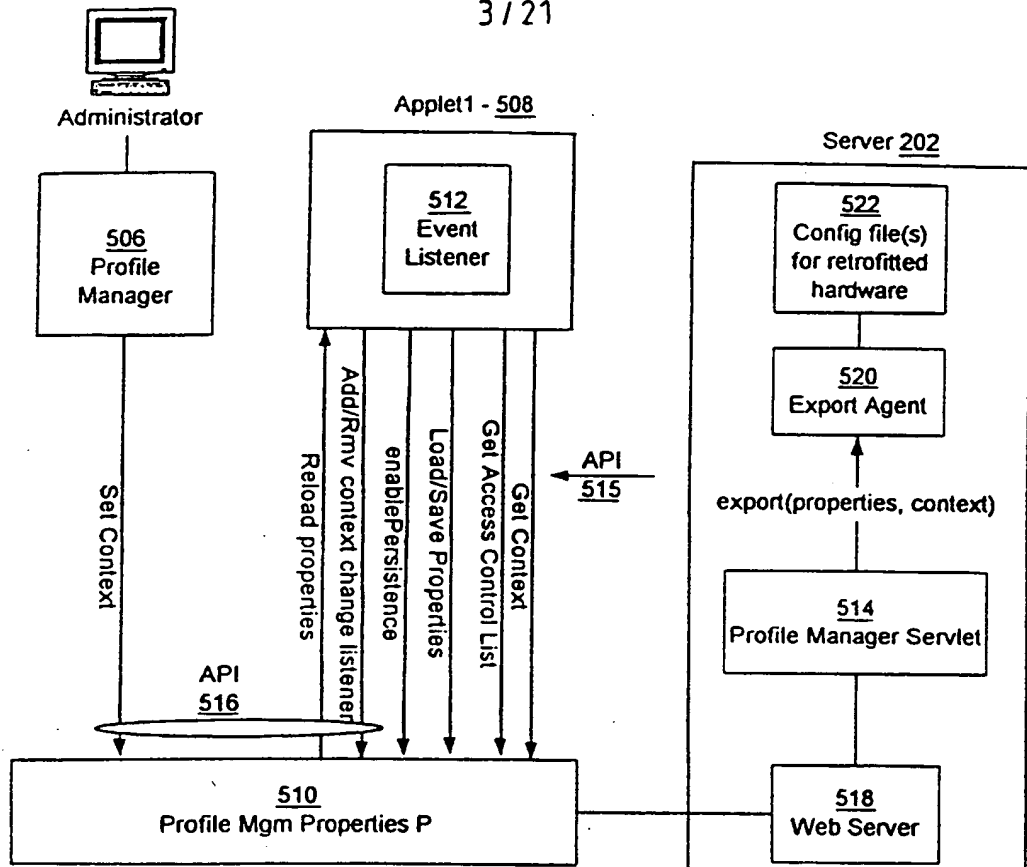 3/21
Administrator
506
Profile
Manager
Applet1 - 508
512
Event
Listener
Server 202
522
Config file(s)
for retrofitted
hardware
520
Export Agent
export(properties, context)
514
Profile Manager Servlet
518
Web Server
Set Context
Reload properties
Add/Rmv context change listener
enablePersistence
Load/Save Properties
Get Access Control List
Get Context
API
515
API
516
510
Profile Mgm Properties P